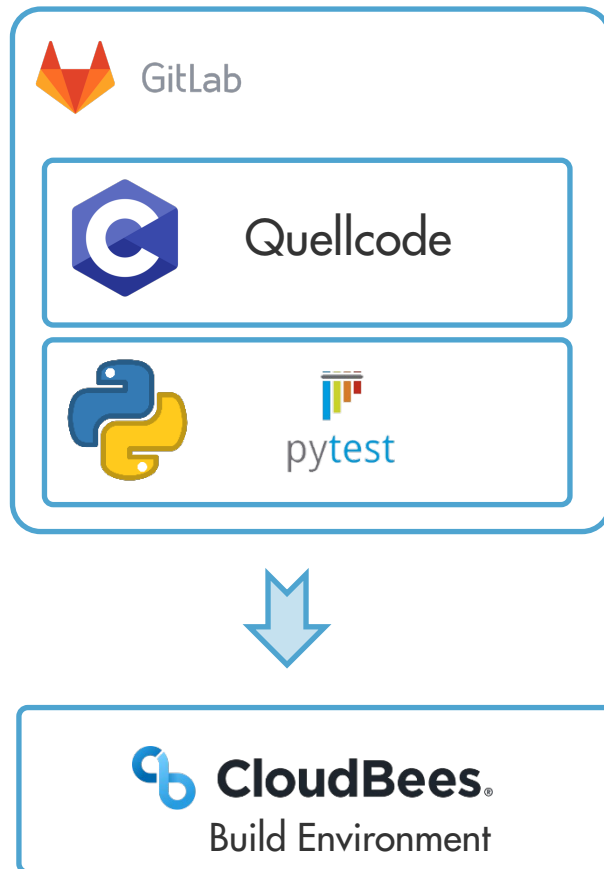 GitLab
C
Quellcode
pytest
CloudBees®
Build Environment